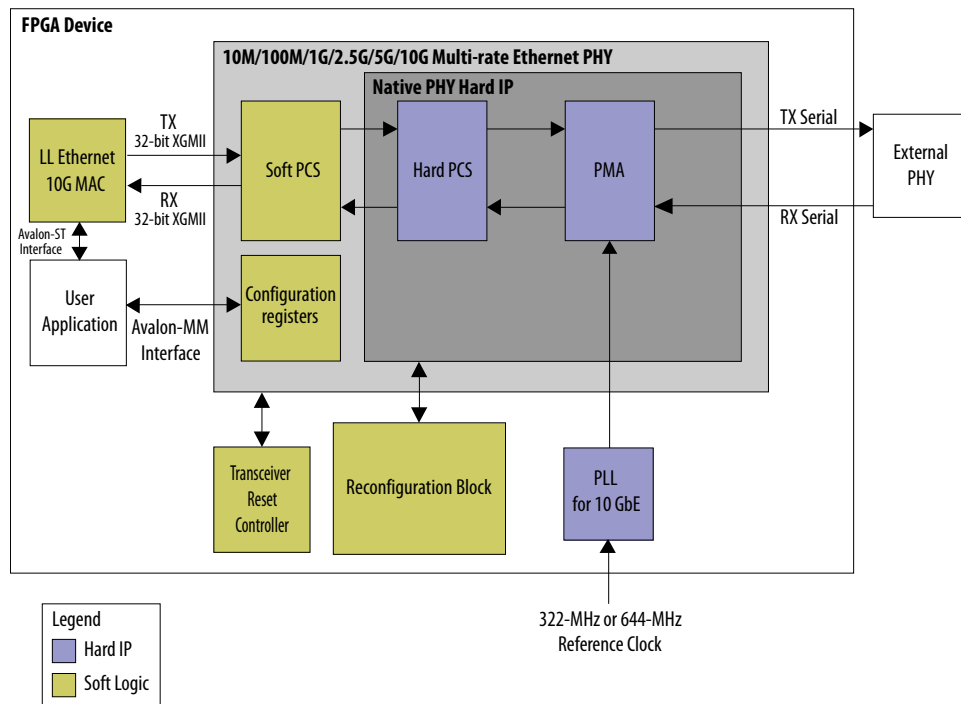 FPGA Device
10M/100M/1G/2.5G/5G/10G Multi-rate Ethernet PHY
Native PHY Hard IP
LL Ethernet
10G MAC
TX
32-bit XGMII
RX
32-bit XGMII
Soft PCS
Hard PCS
PMA
TX Serial
RX Serial
External
PHY
Avalon-ST
Interface
User
Application
Avalon-MM
Interface
Configuration
registers
Transceiver
Reset
Controller
Reconfiguration Block
PLL
for 10 GbE
322-MHz or 644-MHz
Reference Clock
Legend
Hard IP
Soft Logic